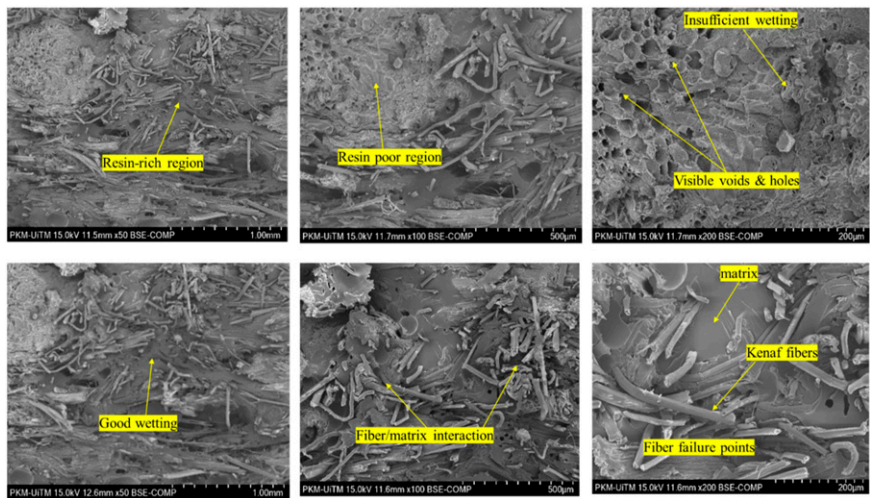 Resin-rich region
PKM-UiTM 15.0kV 11.5mm x50 BSE-COMP 1.00mm
Resin poor region
PKM-UiTM 15.0kV 11.7mm x100 BSE-COMP 500µm
Insufficient wetting
Visible voids & holes
PKM-UiTM 15.0kV 11.7mm x200 BSE-COMP 200µm
Good wetting
PKM-UiTM 15.0kV 12.6mm x50 BSE-COMP 1.00mm
Fiber/matrix interaction
PKM-UiTM 15.0kV 11.6mm x100 BSE-COMP 500µm
matrix
Kenaf fibers
Fiber failure points
PKM-UiTM 15.0kV 11.6mm x200 BSE-COMP 200µm